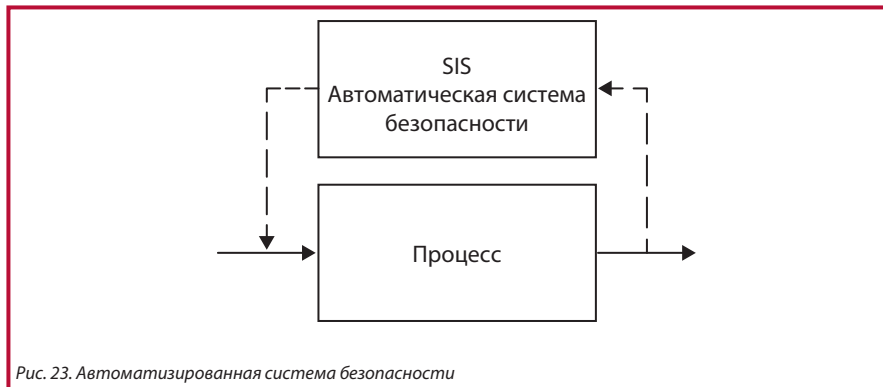 SIS
Автоматическая система
безопасности
Процесс
Рис. 23. Автоматизированная система безопасности